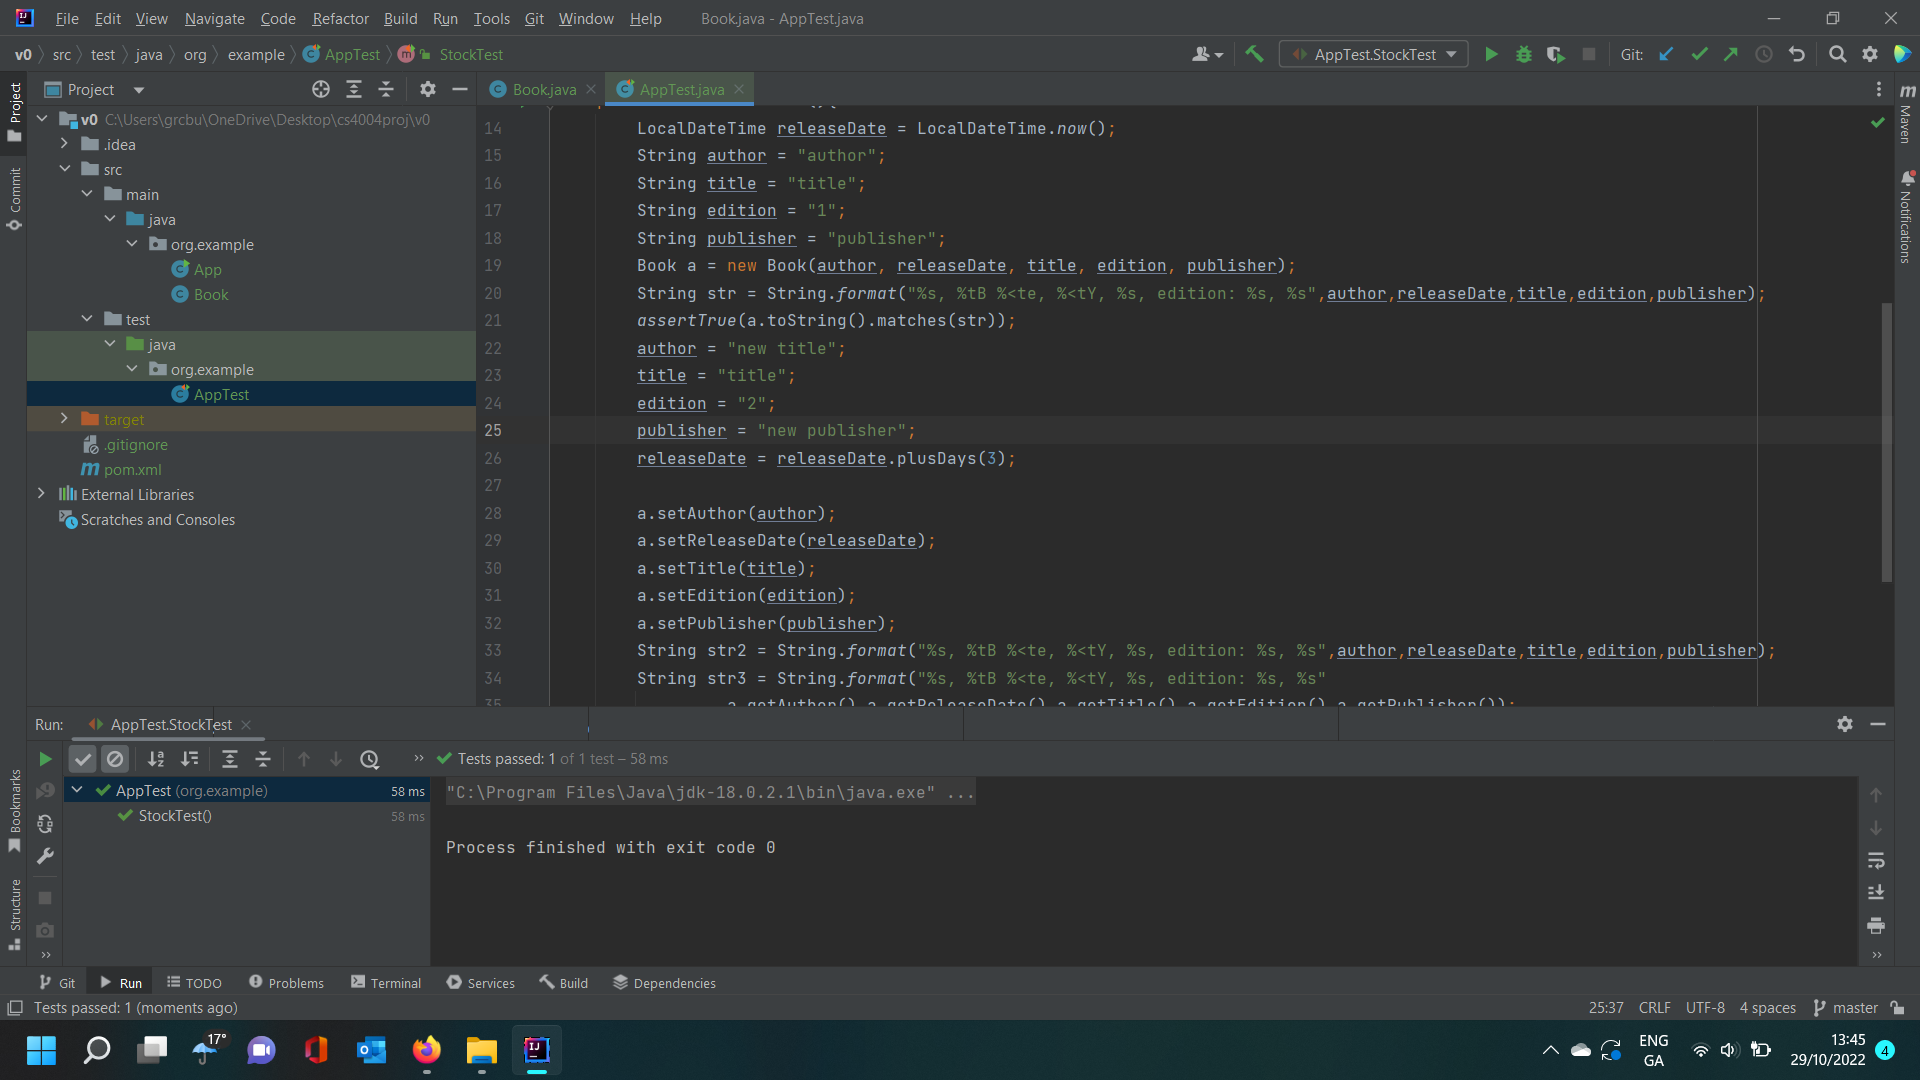 File Edit View Navigate Code Refactor Build Run Tools Git Window Help Book.java - AppTest.java
v0 src test java org example AppTest m StockTest AppTest.StockTest Git:
Project Book.java AppTest.java
v0 C:\Users\grcbu\OneDrive\Desktop\cs4004proj\v0
.idea
src
main
java
org.example
App
Book
test
java
org.example
AppTest
target
.gitignore
pom.xml
External Libraries
Scratches and Consoles
Project
Commit
Bookmarks
Structure
14 LocalDateTime releaseDate = LocalDateTime.now();
15 String author = "author";
16 String title = "title";
17 String edition = "1";
18 String publisher = "publisher";
19 Book a = new Book(author, releaseDate, title, edition, publisher);
20 String str = String.format("%s, %tB %<te, %<tY, %s, edition: %s, %s",author,releaseDate,title,edition,publisher);
21 assertTrue(a.toString().matches(str));
22 author = "new title";
23 title = "title";
24 edition = "2";
25 publisher = "new publisher";
26 releaseDate = releaseDate.plusDays(3);
27
28 a.setAuthor(author);
29 a.setReleaseDate(releaseDate);
30 a.setTitle(title);
31 a.setEdition(edition);
32 a.setPublisher(publisher);
33 String str2 = String.format("%s, %tB %<te, %<tY, %s, edition: %s, %s",author,releaseDate,title,edition,publisher);
34 String str3 = String.format("%s, %tB %<te, %<tY, %s, edition: %s, %s"
35 a.getAuthor(),a.getReleaseDate(),a.getTitle(),a.getEdition(),a.getPublisher());
Maven
Notifications
Run: AppTest.StockTest
Tests passed: 1 of 1 test – 58 ms
AppTest (org.example) 58 ms
StockTest() 58 ms
"C:\Program Files\Java\jdk-18.0.2.1\bin\java.exe" ...
Process finished with exit code 0
Git Run TODO Problems Terminal Services Build Dependencies
Tests passed: 1 (moments ago) 25:37 CRLF UTF-8 4 spaces master
17° ENG GA 13:45 29/10/2022 4